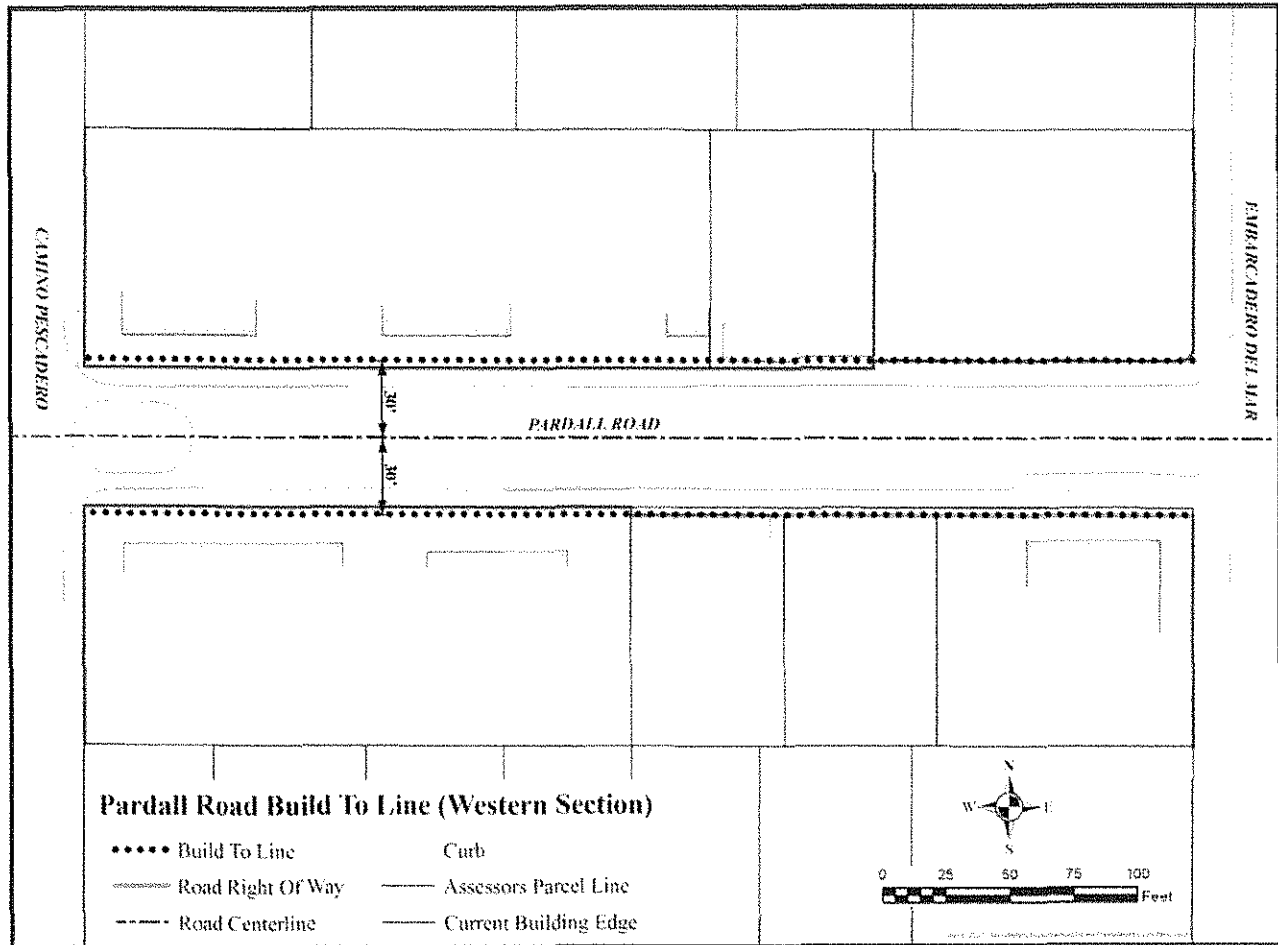 CAMINO PESCADERO
EMBARCADERO DEL MAR
30'
PARDALL ROAD
30'
Pardall Road Build To Line (Western Section)
Build To Line
Curb
Road Right Of Way
Assessors Parcel Line
Road Centerline
Current Building Edge
N
W
E
S
0 25 50 75 100
Feet